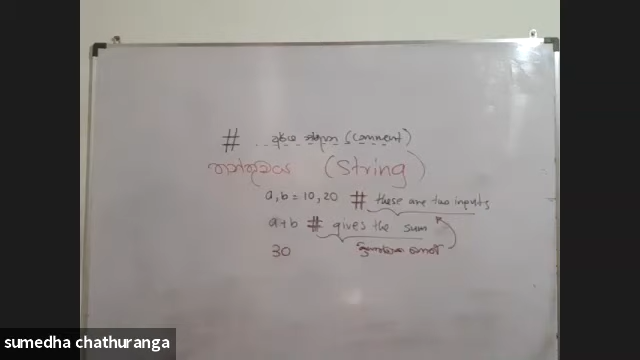 # (Comment)
(String)
a, b = 10, 20 # these are two inputs
a+b # gives the sum
30
sumedha chathuranga